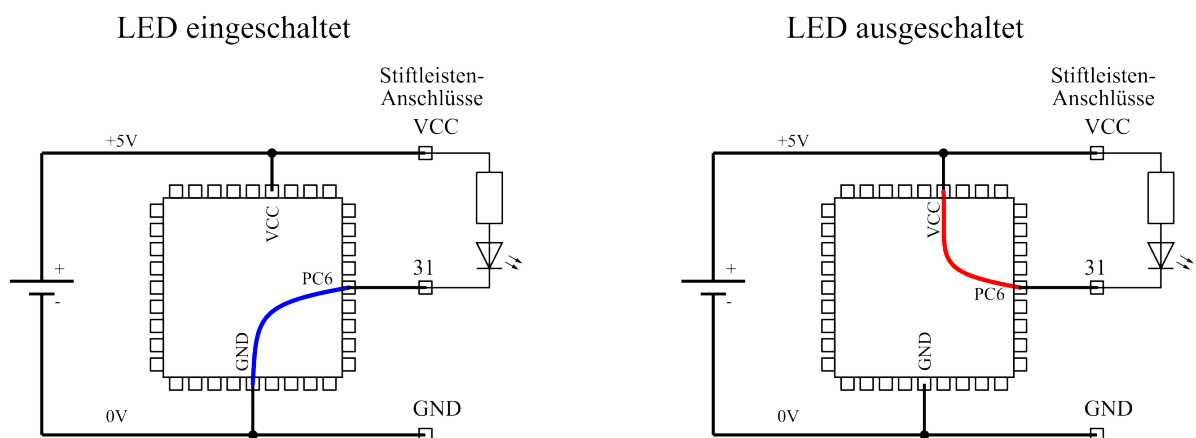 LED eingeschaltet
Stiftleisten-
Anschlüsse
VCC
+5V
VCC
+
-
PC6
31
GND
0V
GND
LED ausgeschaltet
Stiftleisten-
Anschlüsse
VCC
+5V
VCC
+
-
PC6
31
GND
0V
GND